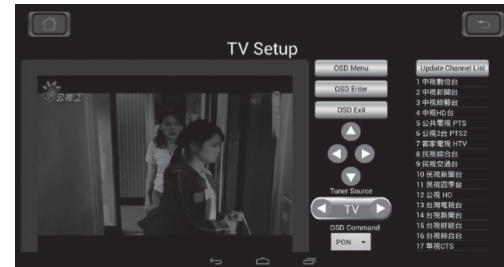 TV Setup
公視2
OSD Menu
OSD Enter
OSD Exit
Tuner Source
TV
OSD Command
PON
Update Channel List
1 中視數位台
2 中視新聞台
3 中視綜藝台
4 中視HD台
5 公共電視 PTS
6 公視2台 PTS2
7 客家電視 HTV
8 民視綜合台
9 民視交通台
10 民視新聞台
11 民視四季台
12 公視 HD
13 台灣電視台
14 台視新聞台
15 台視財經台
16 台視綜合台
17 華視CTS